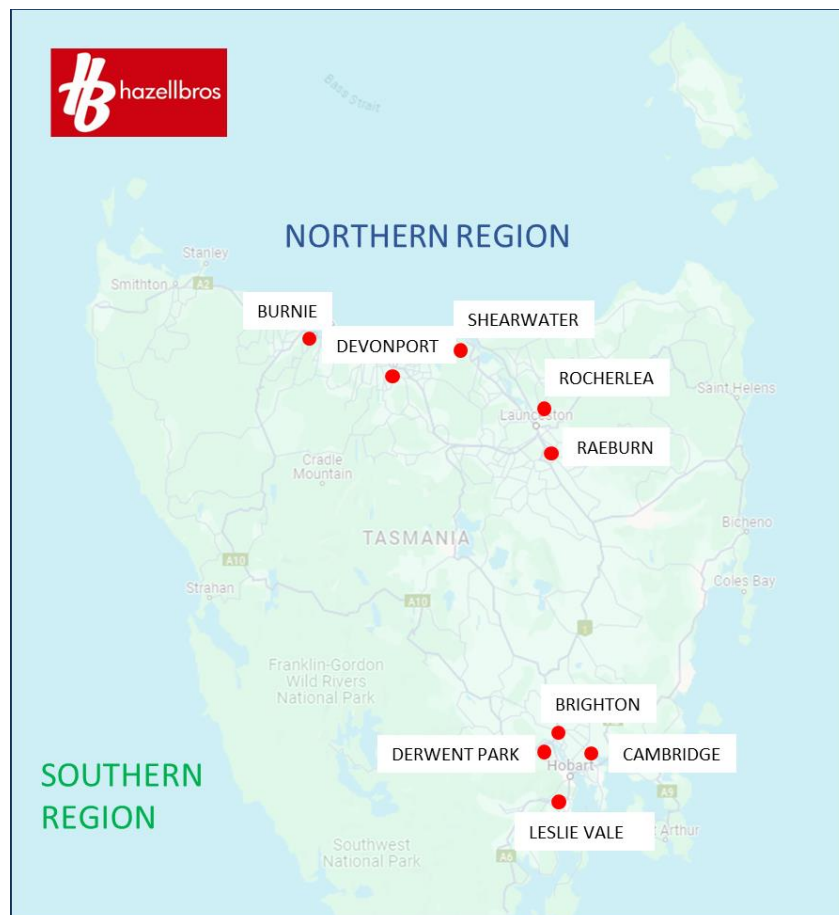 HB hazellbros
Bass Strait
NORTHERN REGION
Stanley
Smithton
A2
BURNIE
SHEARWATER
DEVONPORT
ROCHERLEA
Launceston
Saint Helens
RAEBURN
Cradle
Mountain
TASMANIA
Bicheno
A10
Coles Bay
Strahan
A10
1
Franklin-Gordon
Wild Rivers
National Park
BRIGHTON
DERWENT PARK
CAMBRIDGE
Hobart
SOUTHERN
REGION
A9
LESLIE VALE
Arthur
Southwest
National Park
A6